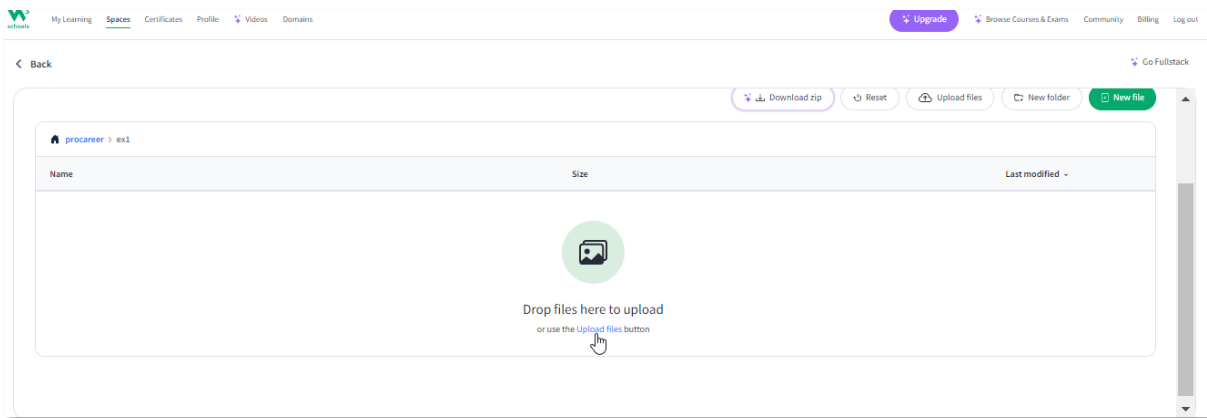 W3 schools My Learning Spaces Certificates Profile Videos Domains Upgrade Browse Courses & Exams Community Billing Log out
Back Go Fullstack
Download zip Reset Upload files New folder New file
procareer > ex1
Name Size Last modified
Drop files here to upload
or use the Upload files button